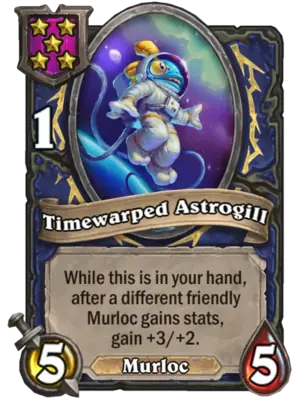 1
Timewarped Astrogill
While this is in your hand,
after a different friendly
Murloc gains stats,
gain +3/+2.
Murloc
5
5